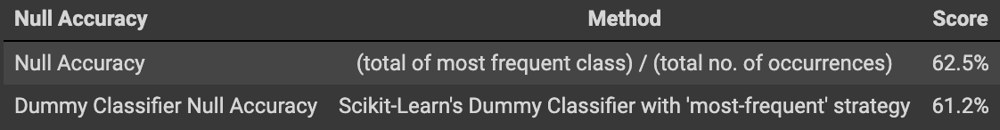 Null Accuracy Method Score
Null Accuracy (total of most frequent class) / (total no. of occurrences) 62.5%
Dummy Classifier Null Accuracy Scikit-Learn's Dummy Classifier with 'most-frequent' strategy 61.2%